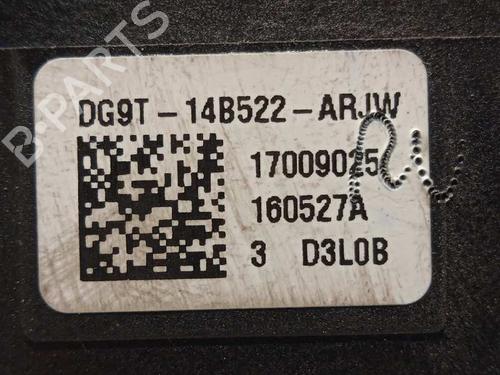 DG9T-14B522-ARJW
17009025
160527A
3 D3L0B
B-PARTS